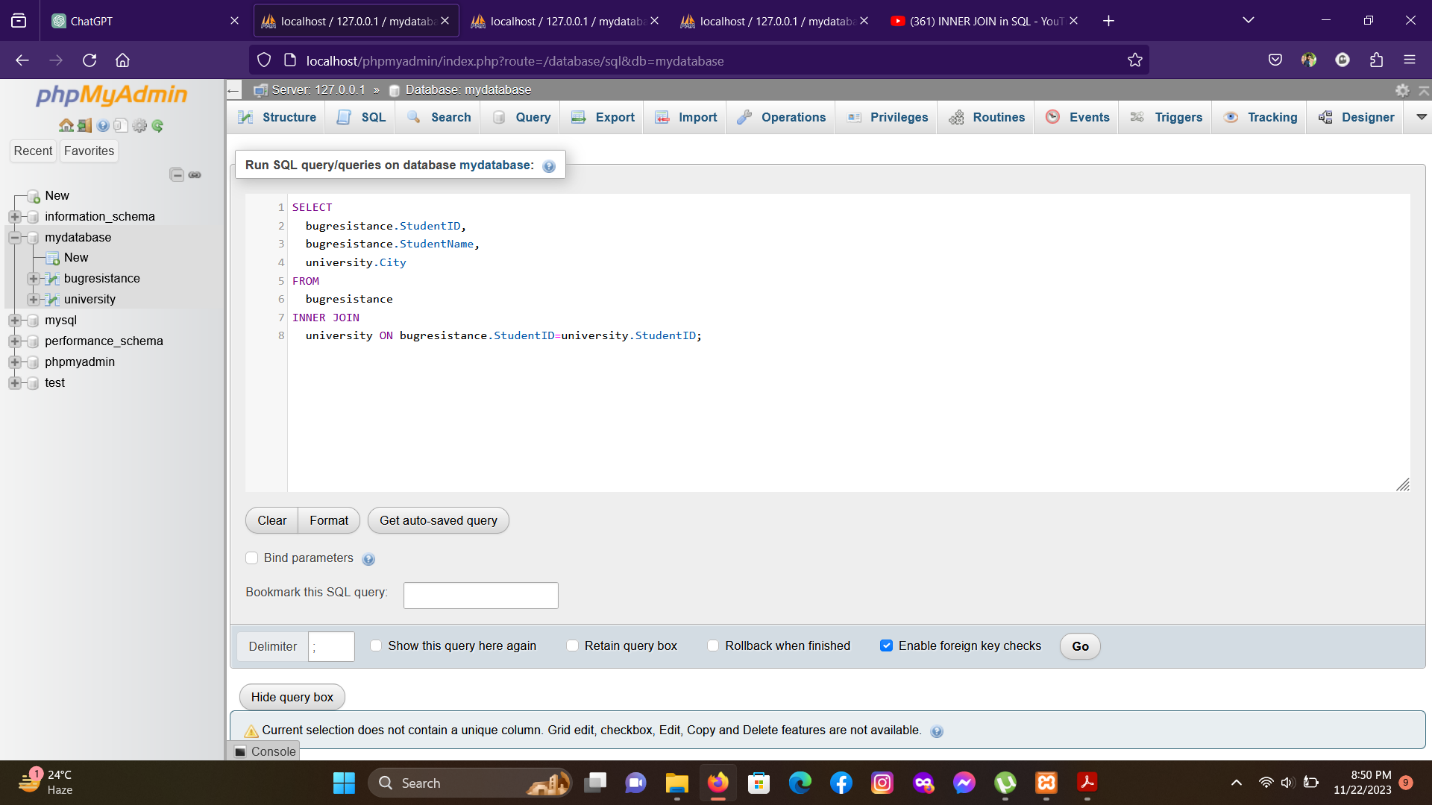 ChatGPT
localhost / 127.0.0.1 / mydataba
localhost / 127.0.0.1 / mydataba
localhost / 127.0.0.1 / mydataba
(361) INNER JOIN in SQL - YouT
localhost/phpmyadmin/index.php?route=/database/sql&db=mydatabase
phpMyAdmin
Recent
Favorites
New
information_schema
mydatabase
New
bugresistance
university
mysql
performance_schema
phpmyadmin
test
Server: 127.0.0.1 » Database: mydatabase
Structure
SQL
Search
Query
Export
Import
Operations
Privileges
Routines
Events
Triggers
Tracking
Designer
Run SQL query/queries on database mydatabase:
1 SELECT
2 bugresistance.StudentID,
3 bugresistance.StudentName,
4 university.City
5 FROM
6 bugresistance
7 INNER JOIN
8 university ON bugresistance.StudentID=university.StudentID;
Clear
Format
Get auto-saved query
Bind parameters
Bookmark this SQL query:
Delimiter ;
Show this query here again
Retain query box
Rollback when finished
Enable foreign key checks
Go
Hide query box
Current selection does not contain a unique column. Grid edit, checkbox, Edit, Copy and Delete features are not available.
Console
1
24°C
Haze
Search
8:50 PM
11/22/2023
9